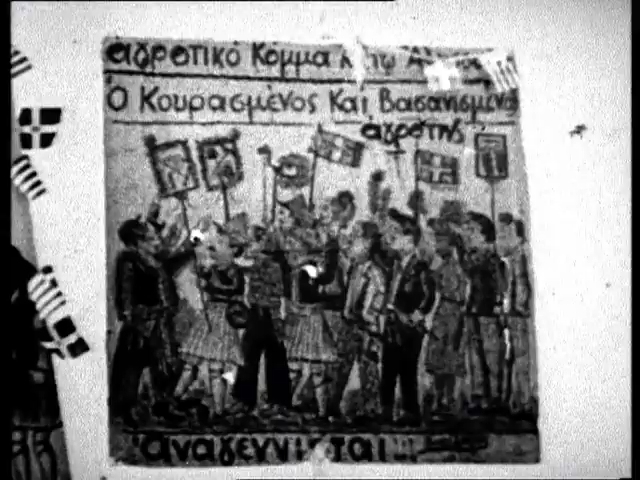 αγροτικό Κόμμα
Ο Κουρασμένος Και Βασανισμένος
αγρότης
αναγεννιέται...